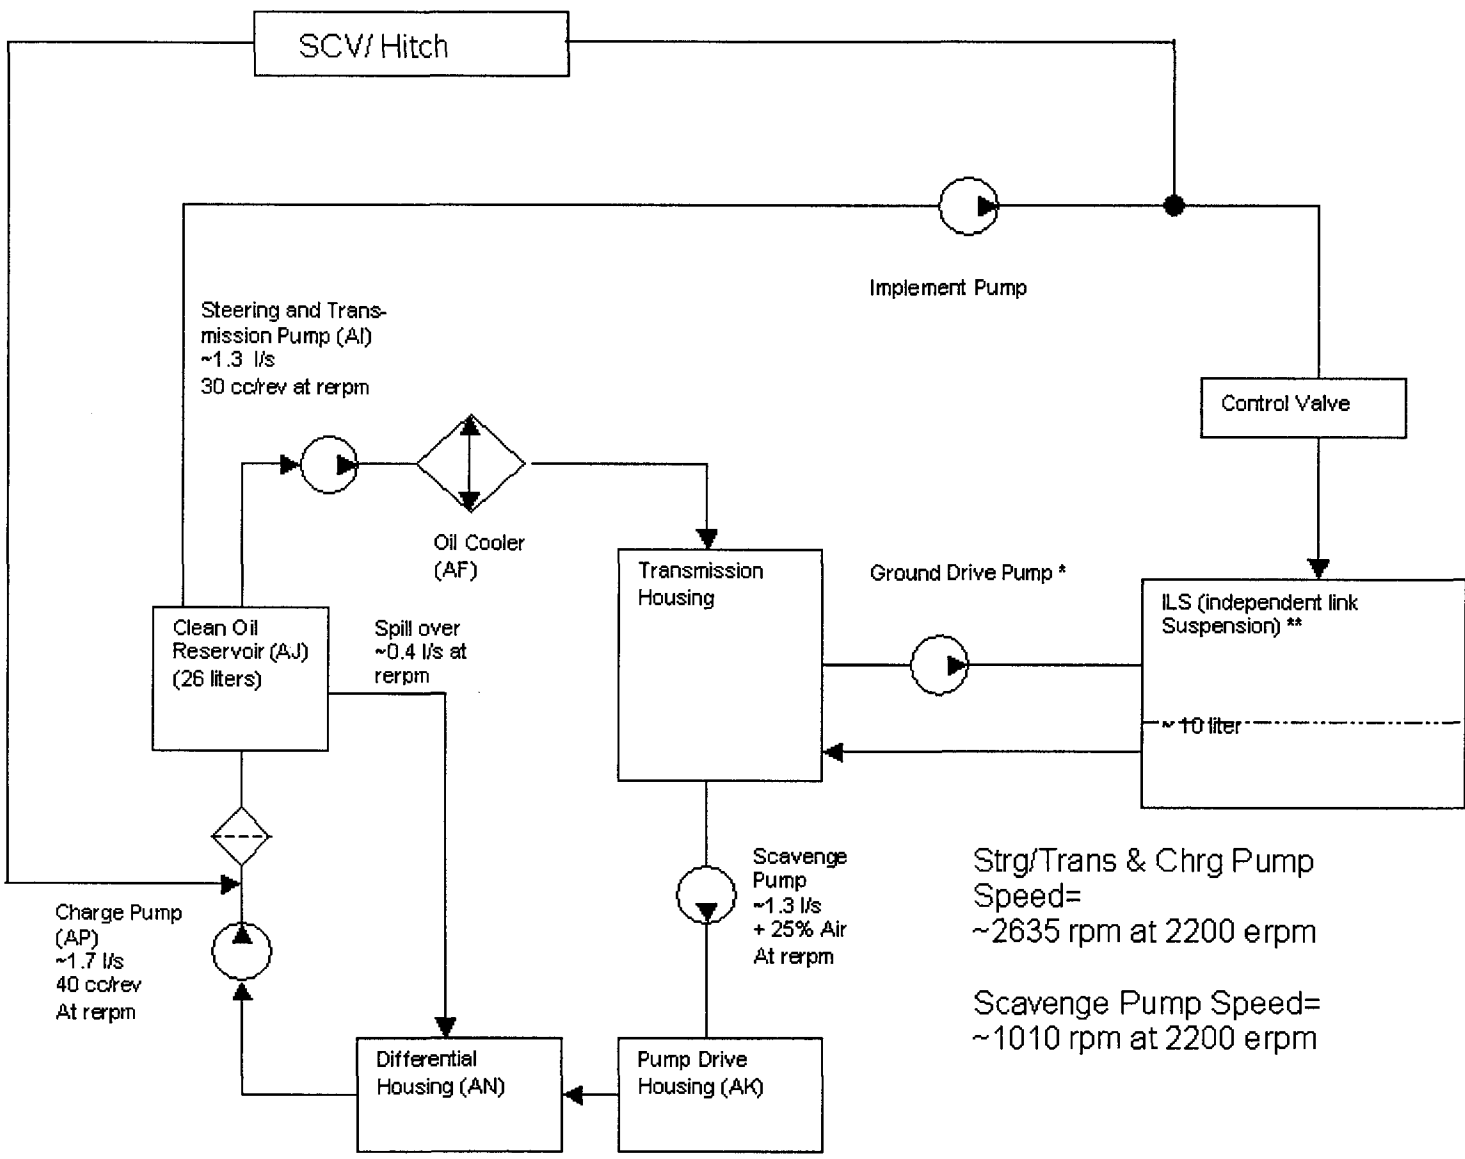 SCV/ Hitch
Implement Pump
Steering and Trans-
mission Pump (AI)
~1.3 l/s
30 cc/rev at rerpm
Control Valve
Oil Cooler
(AF)
Transmission
Housing
Ground Drive Pump *
ILS (independent link
Suspension) **
~ 10 liter
Clean Oil
Reservoir (AJ)
(26 liters)
Spill over
~0.4 l/s at
rerpm
Scavenge
Pump
~1.3 l/s
+ 25% Air
At rerpm
Strg/Trans & Chrg Pump
Speed=
~2635 rpm at 2200 erpm
Scavenge Pump Speed=
~1010 rpm at 2200 erpm
Charge Pump
(AP)
~1.7 l/s
40 cc/rev
At rerpm
Differential
Housing (AN)
Pump Drive
Housing (AK)